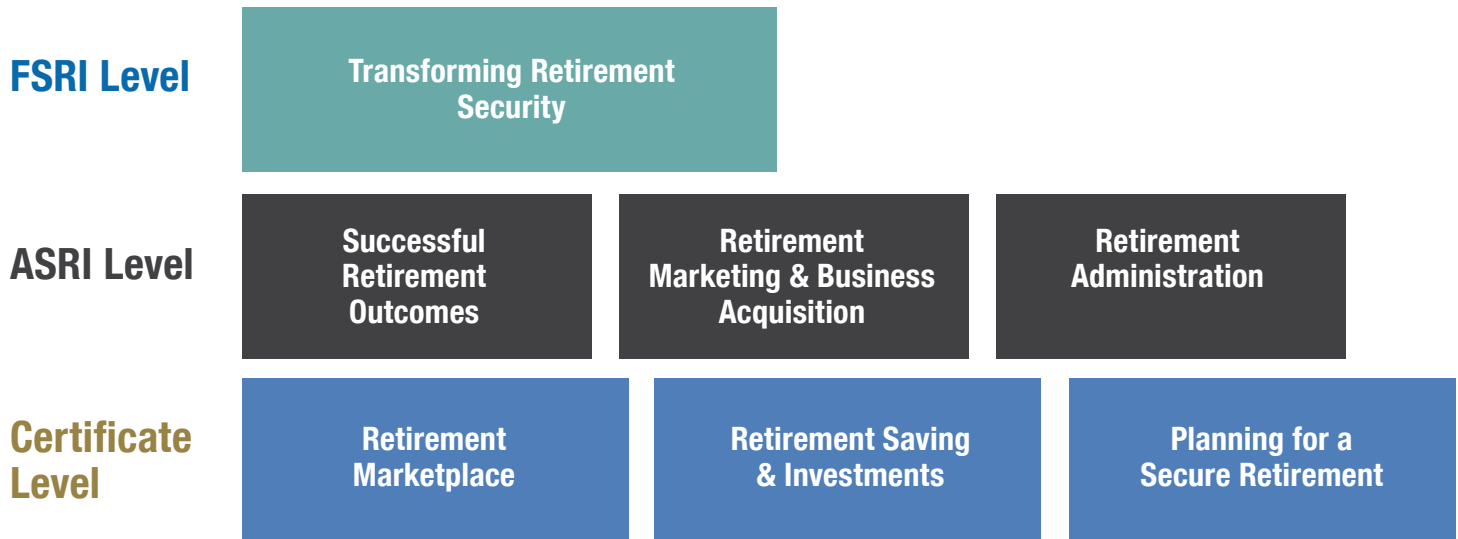 FSRI Level
Transforming Retirement
Security
ASRI Level
Successful
Retirement
Outcomes
Retirement
Marketing & Business
Acquisition
Retirement
Administration
Certificate
Level
Retirement
Marketplace
Retirement Saving
& Investments
Planning for a
Secure Retirement